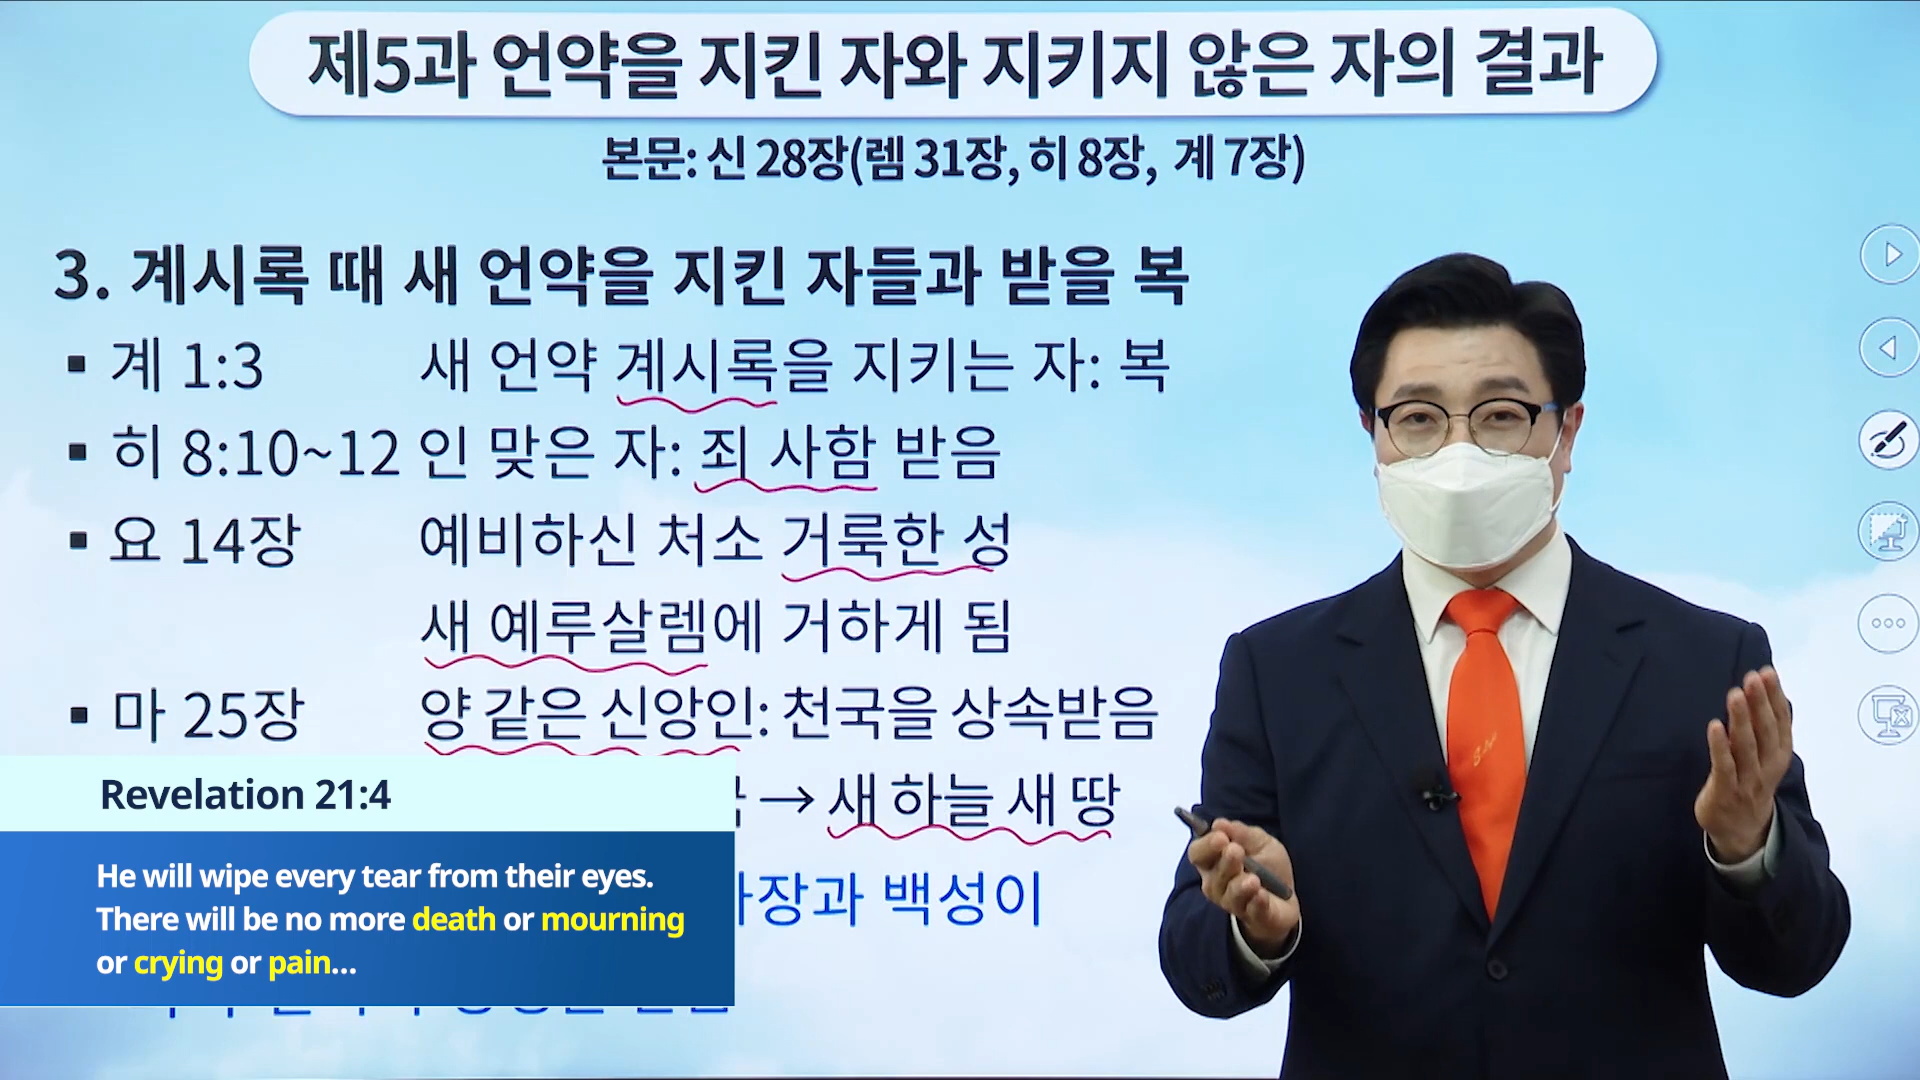 제5과 언약을 지킨 자와 지키지 않은 자의 결과
본문: 신 28장(렘 31장, 히 8장, 계 7장)
3. 계시록 때 새 언약을 지킨 자들과 받을 복
▪ 계 1:3 새 언약 계시록을 지키는 자: 복
▪ 히 8:10~12 인 맞은 자: 죄 사함 받음
▪ 요 14장 예비하신 처소 거룩한 성
새 예루살렘에 거하게 됨
▪ 마 25장 양 같은 신앙인: 천국을 상속받음
→ 새 하늘 새 땅
백성이
Revelation 21:4
He will wipe every tear from their eyes.
There will be no more death or mourning
or crying or pain...